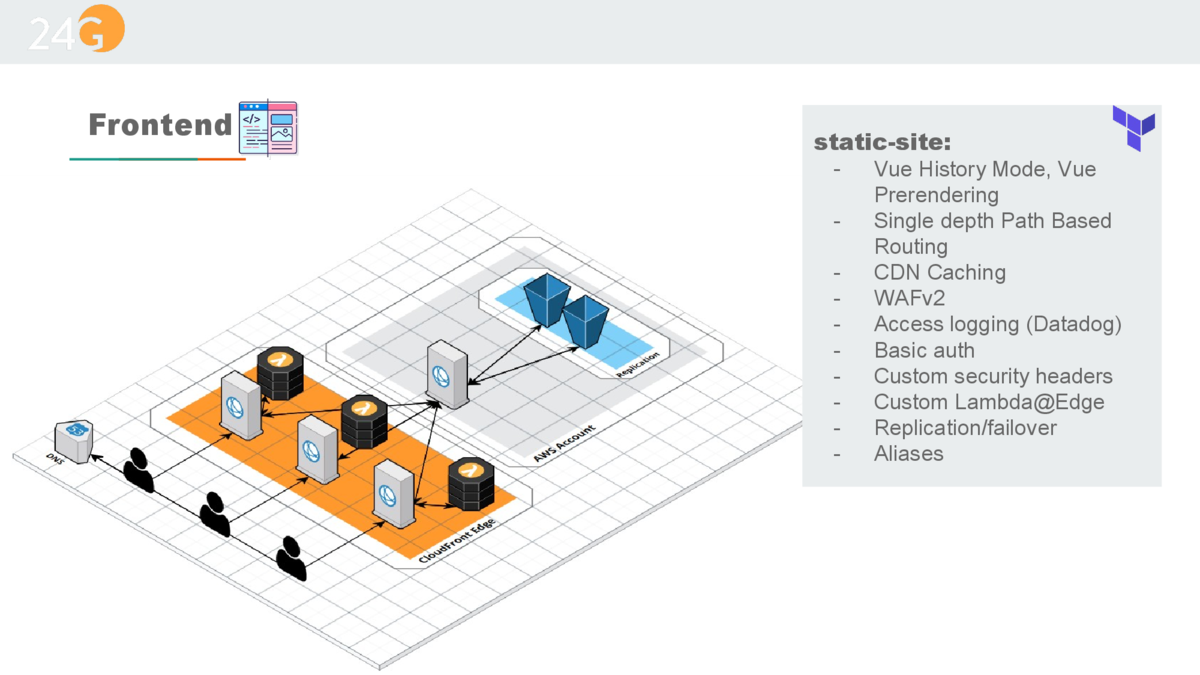 24G
Frontend
</>
static-site:
- Vue History Mode, Vue
Prerendering
- Single depth Path Based
Routing
- CDN Caching
- WAFv2
- Access logging (Datadog)
- Basic auth
- Custom security headers
- Custom Lambda@Edge
- Replication/failover
- Aliases
Replication
AWS Account
DNS
CloudFront Edge